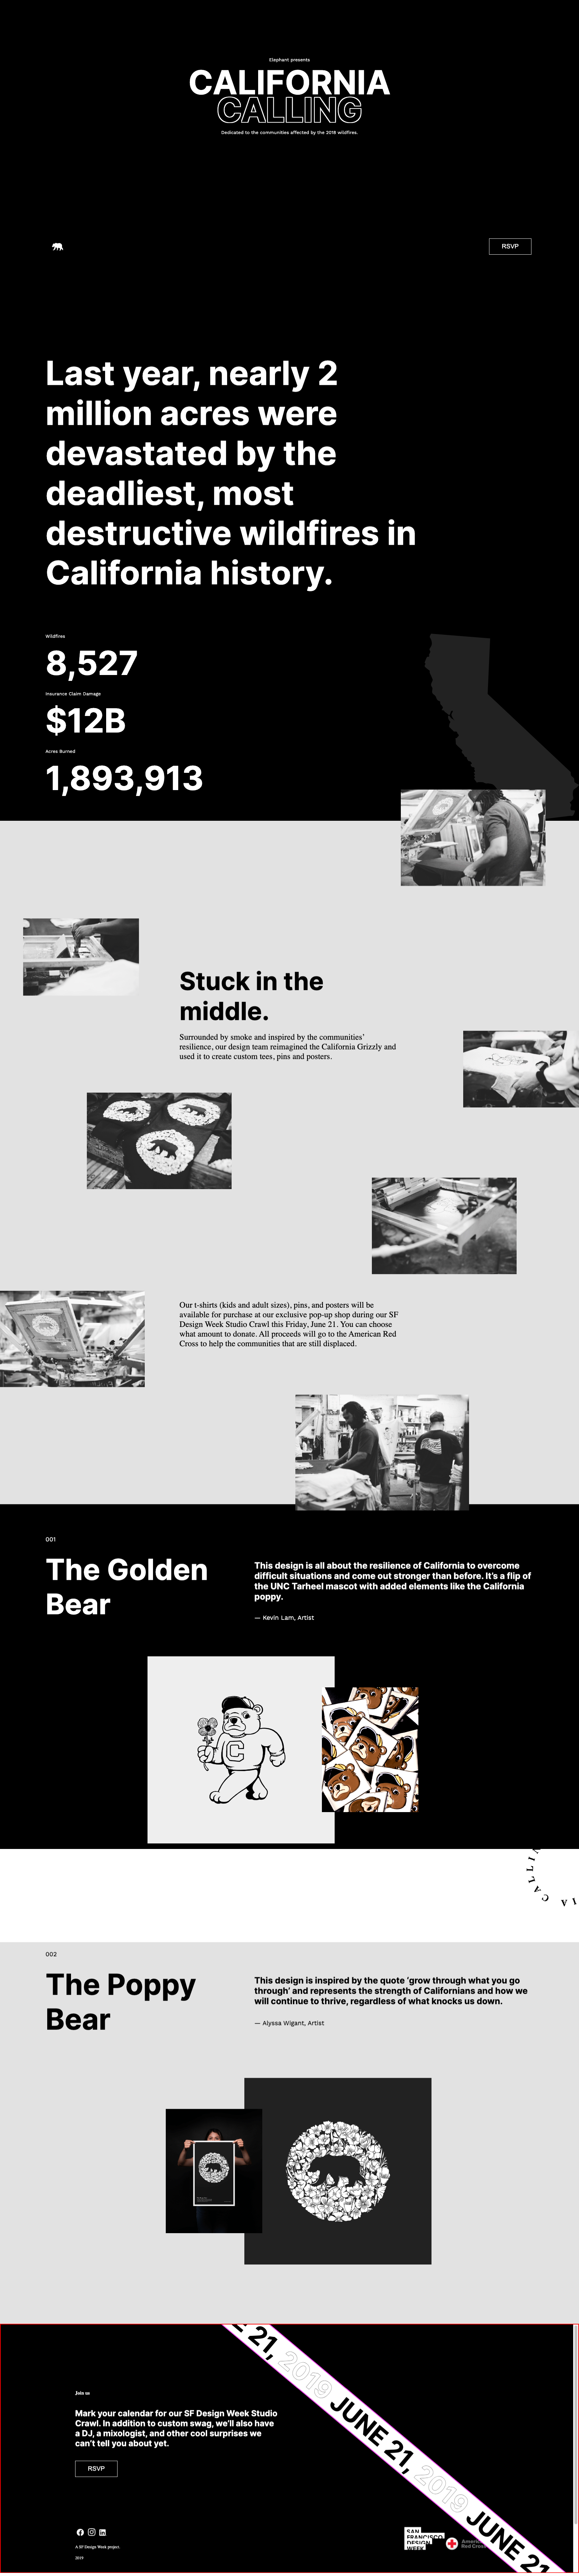 Elephant presents
CALIFORNIA
CALLING
Dedicated to the communities affected by the 2018 wildfires.
RSVP
Last year, nearly 2
million acres were
devastated by the
deadliest, most
destructive wildfires in
California history.
Wildfires
8,527
Insurance Claim Damage
$12B
Acres Burned
1,893,913
Stuck in the
middle.
Surrounded by smoke and inspired by the communities'
resilience, our design team reimagined the California Grizzly and
used it to create custom tees, pins and posters.
Our t-shirts (kids and adult sizes), pins, and posters will be
available for purchase at our exclusive pop-up shop during our SF
Design Week Studio Crawl this Friday, June 21. You can choose
what amount to donate. All proceeds will go to the American Red
Cross to help the communities that are still displaced.
001
The Golden
Bear
This design is all about the resilience of California to overcome
difficult situations and come out stronger than before. It's a flip of
the UNC Tarheel mascot with added elements like the California
poppy.
— Kevin Lam, Artist
C
CALLI
IA
002
The Poppy
Bear
This design is inspired by the quote 'grow through what you go
through' and represents the strength of Californians and how we
will continue to thrive, regardless of what knocks us down.
— Alyssa Wigant, Artist
E 21, 2019 JUNE 21, 2019 JUNE 21,
Join us
Mark your calendar for our SF Design Week Studio
Crawl. In addition to custom swag, we'll also have
a DJ, a mixologist, and other cool surprises we
can't tell you about yet.
RSVP
A SF Design Week project.
2019
SAN
FRANCISCO
DESIGN
WEEK
America
Red Cross